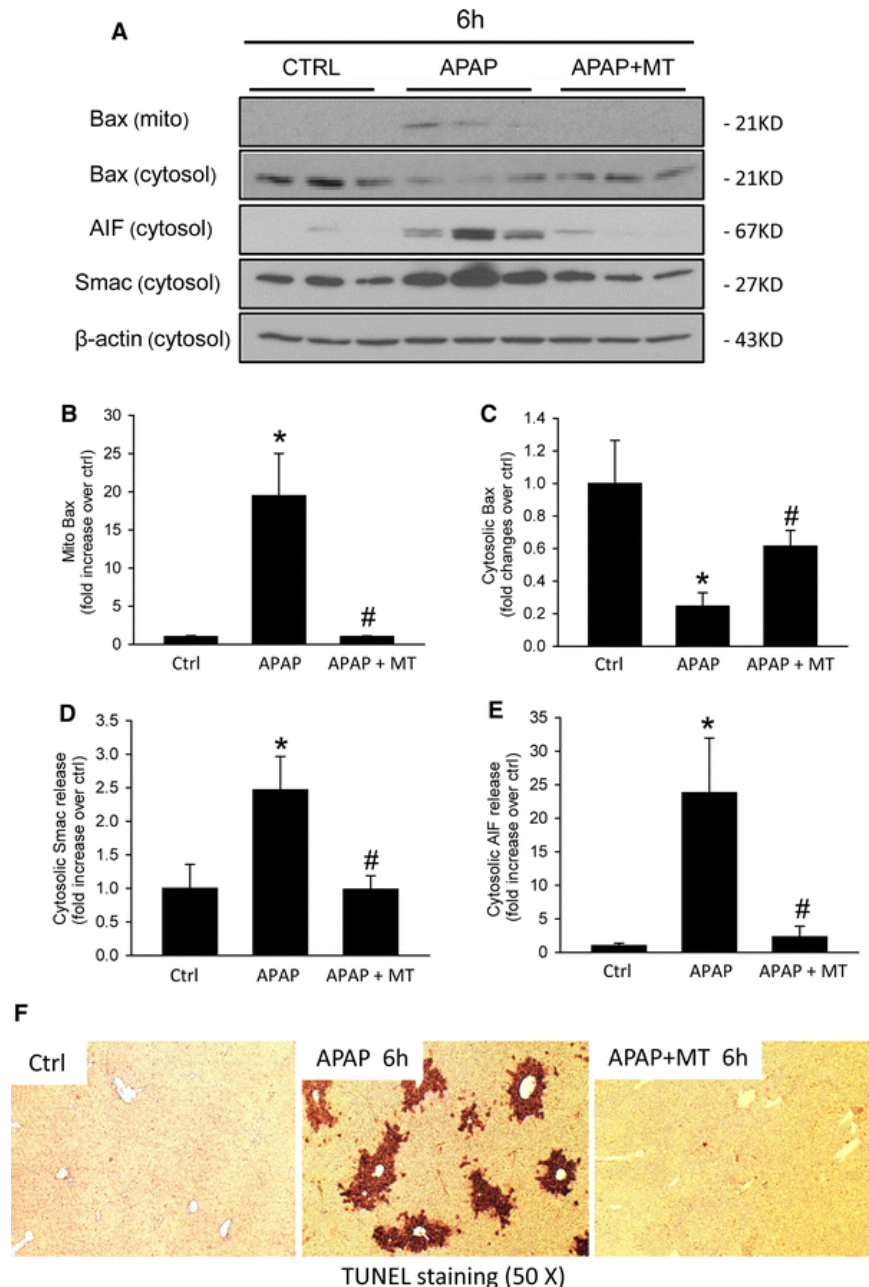 A
6h
CTRL APAP APAP+MT
Bax (mito) - 21KD
Bax (cytosol) - 21KD
AIF (cytosol) - 67KD
Smac (cytosol) - 27KD
β-actin (cytosol) - 43KD
B
Mito Bax
(fold increase over ctrl)
30
25
20
15
10
5
0
*
#
Ctrl APAP APAP + MT
C
Cytosolic Bax
(fold changes over ctrl)
1.4
1.2
1.0
0.8
0.6
0.4
0.2
0.0
*
#
Ctrl APAP APAP + MT
D
Cytosolic Smac release
(fold increase over ctrl)
3.5
3.0
2.5
2.0
1.5
1.0
0.5
0.0
*
#
Ctrl APAP APAP + MT
E
Cytosolic AIF release
(fold increase over ctrl)
35
30
25
20
15
10
5
0
*
#
Ctrl APAP APAP + MT
F
Ctrl APAP 6h APAP+MT 6h
TUNEL staining (50 X)